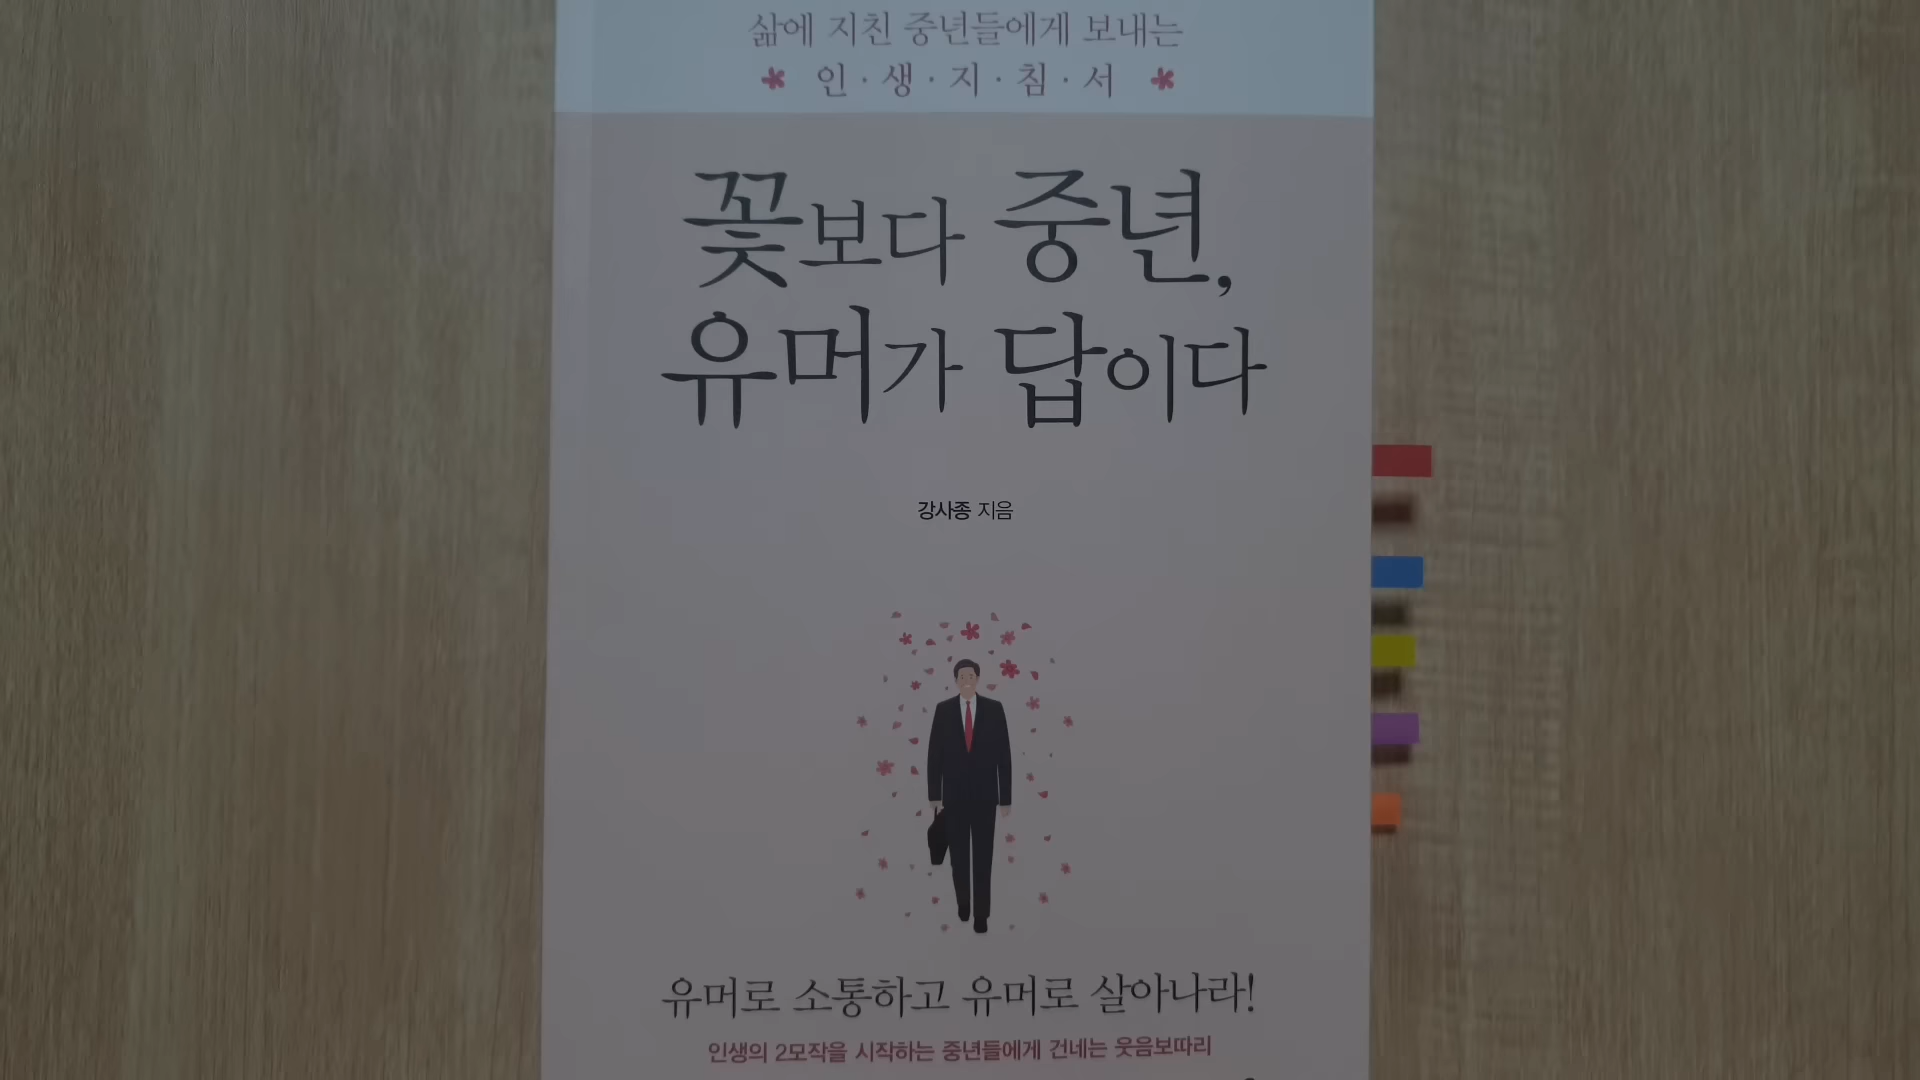 삶에 지친 중년들에게 보내는
인·생·지·침·서
꽃보다 중년,
유머가 답이다
강사종 지음
유머로 소통하고 유머로 살아나라!
인생의 2모작을 시작하는 중년들에게 건네는 웃음보따리